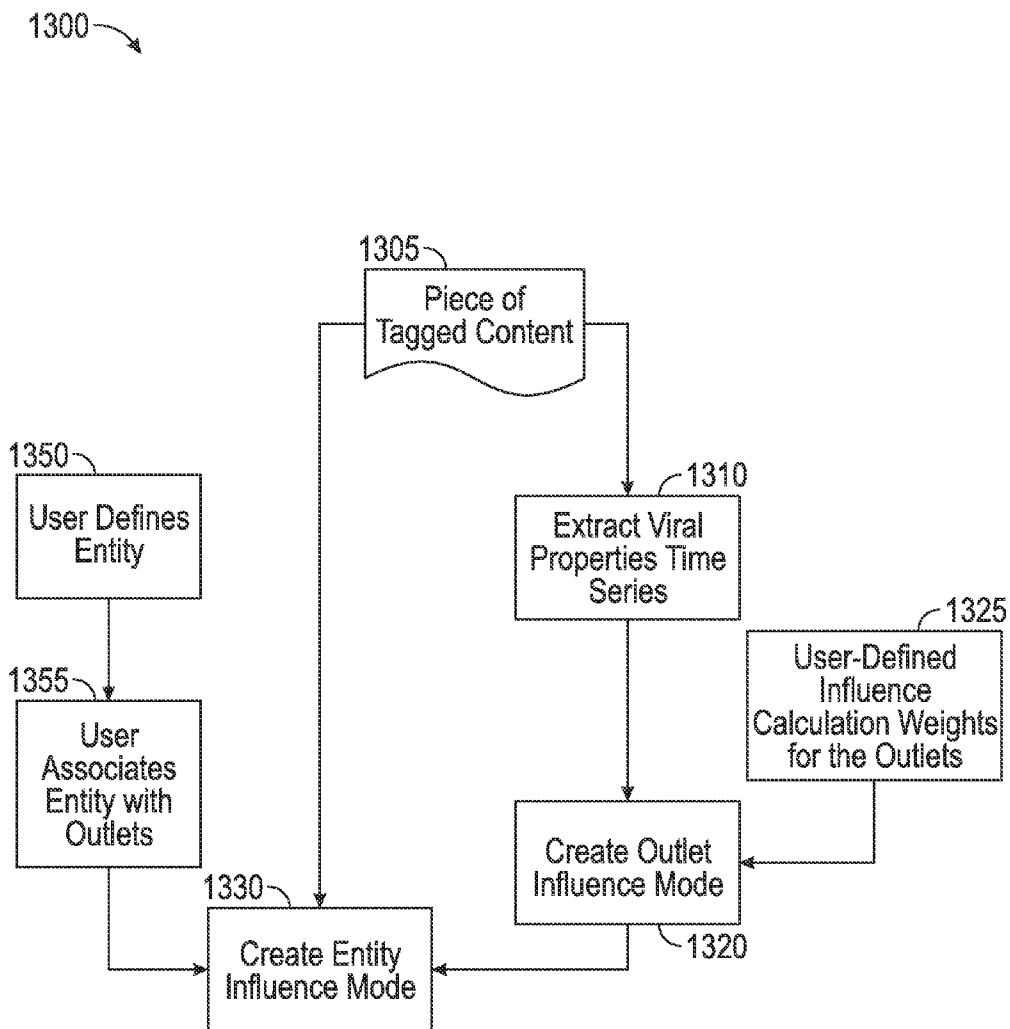 1300
1305
Piece of
Tagged Content
1350
User Defines
Entity
1310
Extract Viral
Properties Time
Series
1325
User-Defined
Influence
Calculation Weights
for the Outlets
1355
User
Associates
Entity with
Outlets
Create Outlet
Influence Mode
1320
1330
Create Entity
Influence Mode